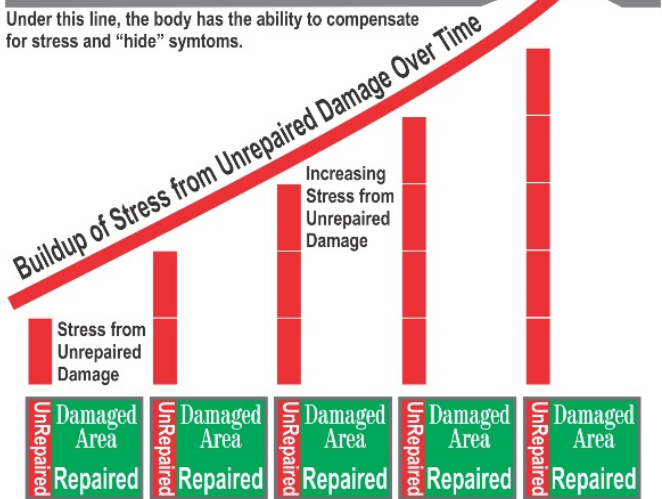 Under this line, the body has the ability to compensate
for stress and “hide” symtoms.
Buildup of Stress from Unrepaired Damage Over Time
Increasing
Stress from
Unrepaired
Damage
Stress from
Unrepaired
Damage
UnRepaired
Damaged
Area
Repaired
UnRepaired
Damaged
Area
Repaired
UnRepaired
Damaged
Area
Repaired
UnRepaired
Damaged
Area
Repaired
UnRepaired
Damaged
Area
Repaired